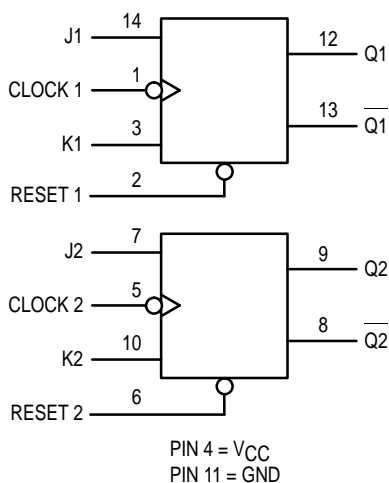 J1 14
12 Q1
CLOCK 1 1
13 Q1
K1 3
RESET 1 2
J2 7
9 Q2
CLOCK 2 5
8 Q2
K2 10
RESET 2 6
PIN 4 = VCC
PIN 11 = GND